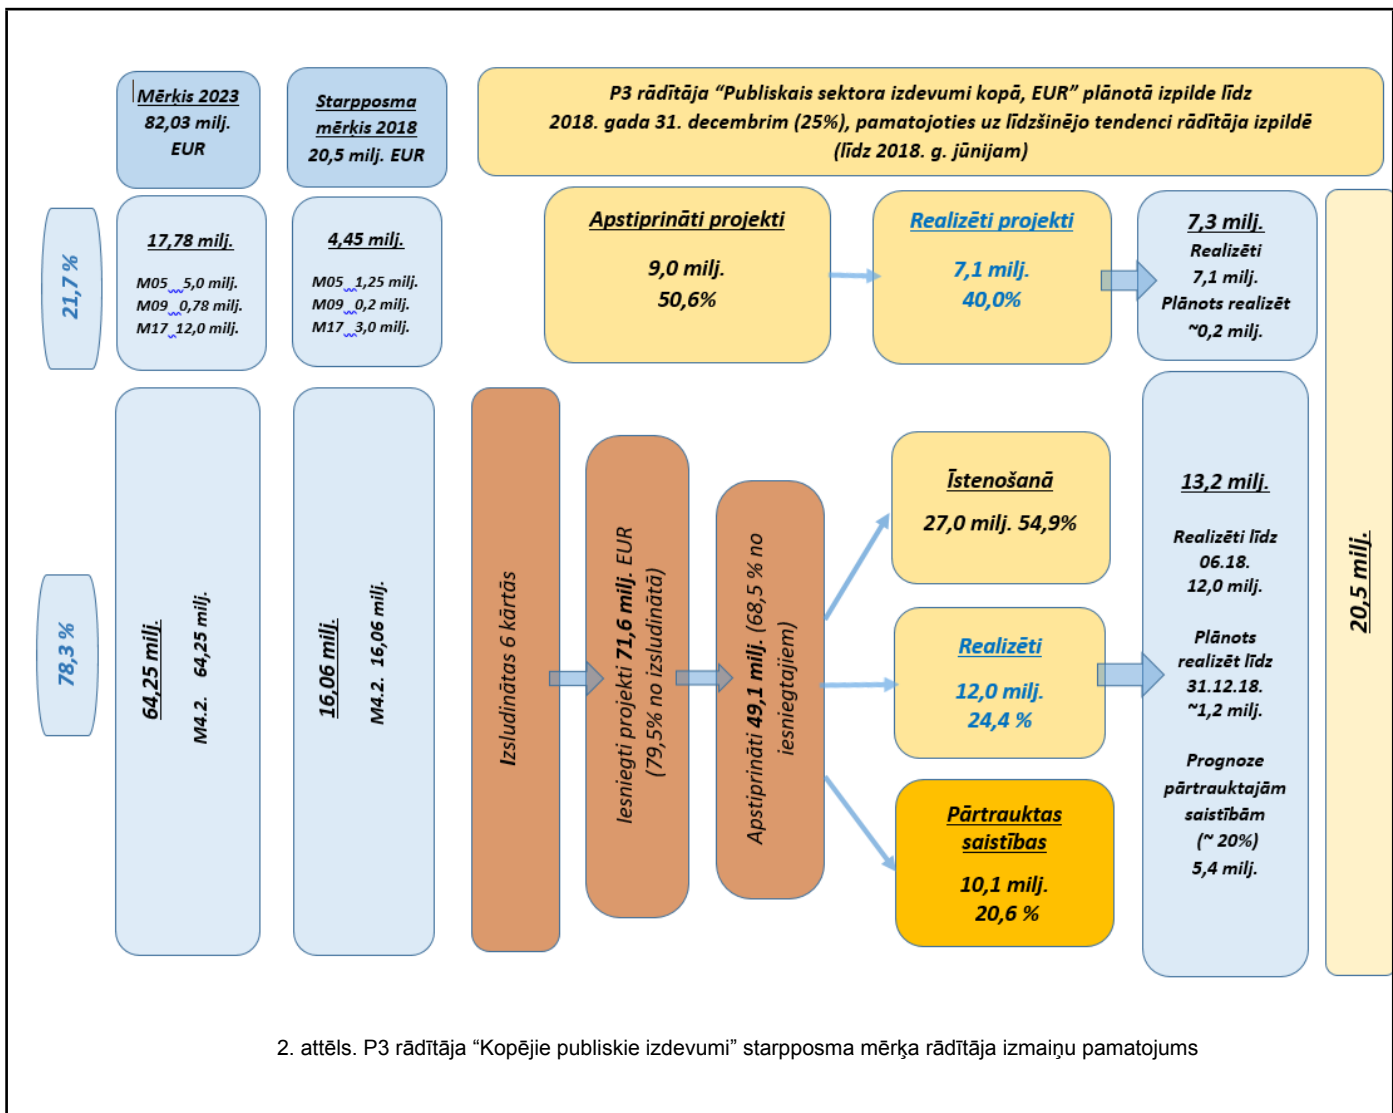 Mērķis 2023
82,03 milj.
EUR
Starpposma
mērķis 2018
20,5 milj. EUR
P3 rādītāja “Publiskais sektora izdevumi kopā, EUR” plānotā izpilde līdz
2018. gada 31. decembrim (25%), pamatojoties uz līdzšinējo tendenci rādītāja izpildē
(līdz 2018. g. jūnijam)
21,7 %
17,78 milj.
M05 5,0 milj.
M09 0,78 milj.
M17 12,0 milj.
4,45 milj.
M05 1,25 milj.
M09 0,2 milj.
M17 3,0 milj.
Apstiprināti projekti
9,0 milj.
50,6%
Realizēti projekti
7,1 milj.
40,0%
7,3 milj.
Realizēti
7,1 milj.
Plānots realizēt
~0,2 milj.
78,3 %
64,25 milj.
M4.2. 64,25 milj.
16,06 milj.
M4.2. 16,06 milj.
Izsludinātas 6 kārtās
Iesniegti projekti 71,6 milj. EUR
(79,5% no izsludinātā)
Apstiprināti 49,1 milj. (68,5 % no
iesniegtajiem)
Īstenošanā
27,0 milj. 54,9%
Realizēti
12,0 milj.
24,4 %
Pārtrauktas
saistības
10,1 milj.
20,6 %
13,2 milj.
Realizēti līdz
06.18.
12,0 milj.
Plānots
realizēt līdz
31.12.18.
~1,2 milj.
Prognoze
pārtrauktajām
saistībām
(~ 20%)
5,4 milj.
20,5 milj.
2. attēls. P3 rādītāja “Kopējie publiskie izdevumi” starpposma mērķa rādītāja izmaiņu pamatojums